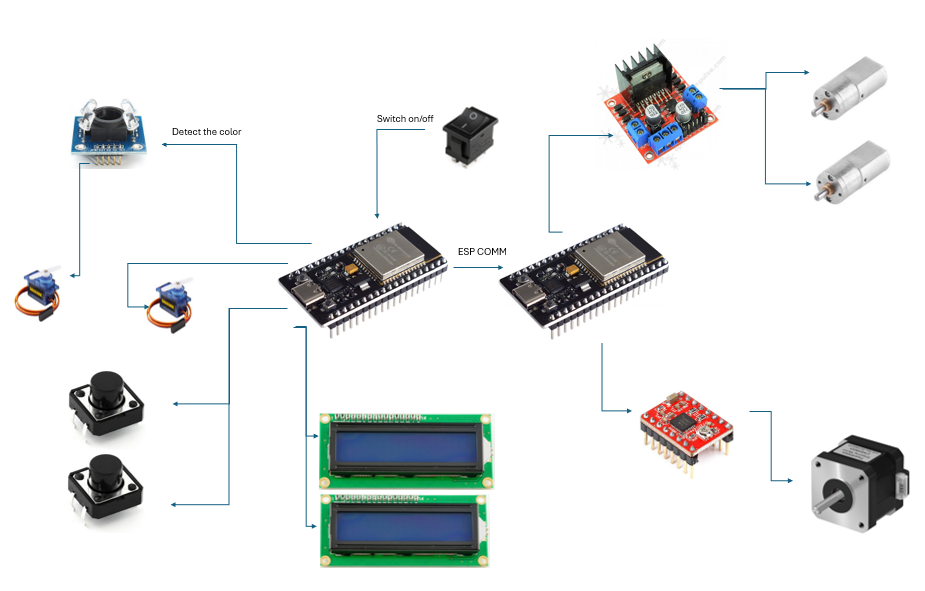 Switch on/off
Detect the color
ESP COMM